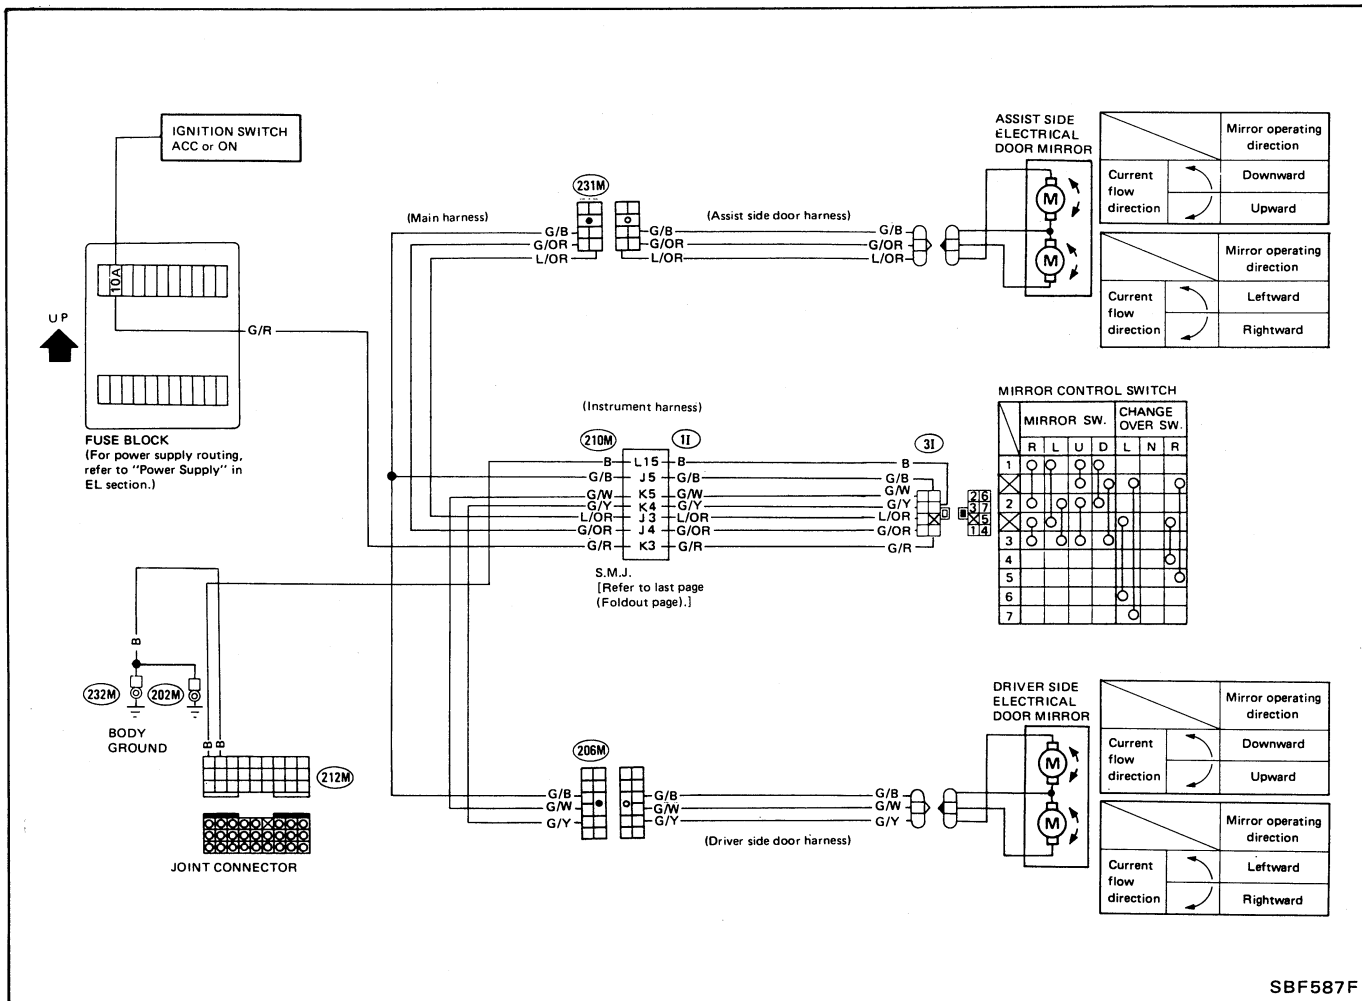 IGNITION SWITCH
ACC or ON
10A
UP
G/R
FUSE BLOCK
(For power supply routing,
refer to "Power Supply" in
EL section.)
(Main harness)
231M
G/B
G/OR
L/OR
(Assist side door harness)
G/B
G/OR
L/OR
G/B
G/OR
L/OR
ASSIST SIDE
ELECTRICAL
DOOR MIRROR
M
M
Mirror operating
direction
Current
flow
direction
Downward
Upward
Mirror operating
direction
Current
flow
direction
Leftward
Rightward
(Instrument harness)
210M
1I
3I
B L15 B B
G/B J5 G/B G/B
G/W K5 G/W G/W
G/Y K4 G/Y G/Y
L/OR J3 L/OR L/OR
G/OR J4 G/OR G/OR
G/R K3 G/R G/R
2 6
3 7
5
1 4
S.M.J.
[Refer to last page
(Foldout page).]
MIRROR CONTROL SWITCH
MIRROR SW.
CHANGE
OVER SW.
R L U D L N R
1
2
3
4
5
6
7
B
232M
202M
BODY
GROUND
B B
212M
JOINT CONNECTOR
206M
G/B
G/W
G/Y
G/B
G/W
G/Y
G/B
G/W
G/Y
(Driver side door harness)
DRIVER SIDE
ELECTRICAL
DOOR MIRROR
M
M
Mirror operating
direction
Current
flow
direction
Downward
Upward
Mirror operating
direction
Current
flow
direction
Leftward
Rightward
SBF587F